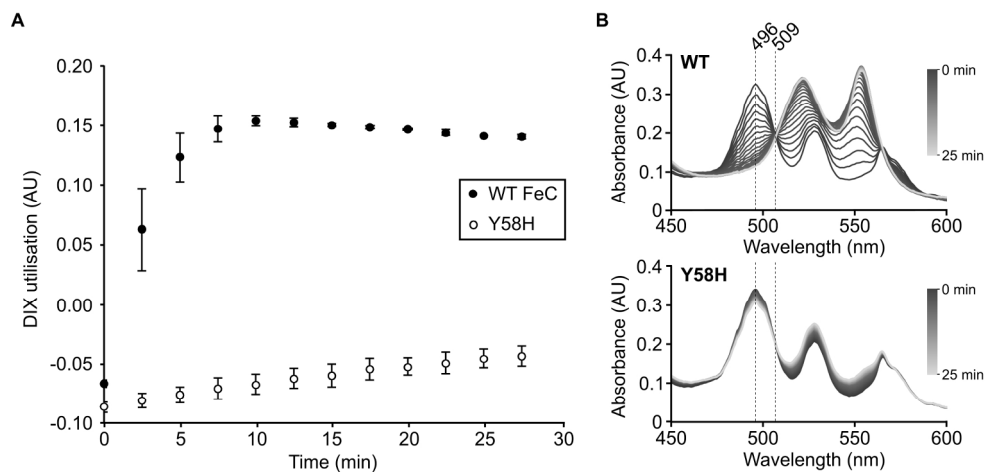 A
DIX utilisation (AU)
0.20
0.15
0.10
0.05
0.00
-0.05
-0.10
0 5 10 15 20 25 30
Time (min)
WT FeC
Y58H
B
496
509
WT
Absorbance (AU)
0.4
0.3
0.2
0.1
0
450 500 550 600
Wavelength (nm)
0 min
25 min
Y58H
Absorbance (AU)
0.4
0.3
0.2
0.1
0
450 500 550 600
Wavelength (nm)
0 min
25 min